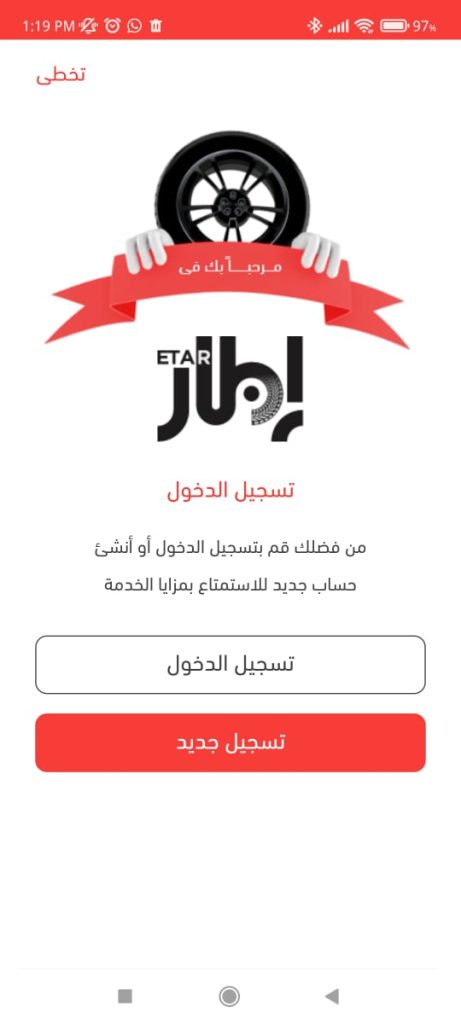 1:19 PM
97%
تخطى
مـرحبـــاً بك فى
ETAR
إطار
تسجيل الدخول
من فضلك قم بتسجيل الدخول أو أنشئ
حساب جديد للاستمتاع بمزايا الخدمة
تسجيل الدخول
تسجيل جديد